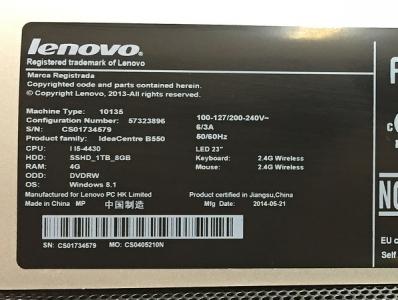 lenovo
Registered trademark of Lenovo
Marca Registrada
Copyrighted code and parts contained herein.
© Copyright Lenovo, 2013-All rights reserved.
Machine Type: 10135
Configuration Number: 57323896
S/N: CS01734579
Product family: IdeaCentre B550
CPU I I5-4430
HDD: SSHD_1TB_8GB
RAM: 4G
ODD: DVDRW
OS: Windows 8.1
100-127/200-240V~
6/3A
50/60Hz
LED 23"
Keyboard: 2.4G Wireless
Mouse: 2.4G Wireless
Manufactured for Lenovo PC HK Limited
Made in China MP 中国制造
Product of China
Manufactured in Jiangsu,China
Mfg Date: 2014-05-21
SN: CS01734579 MO: CS0405210N
NO
EU c
Self